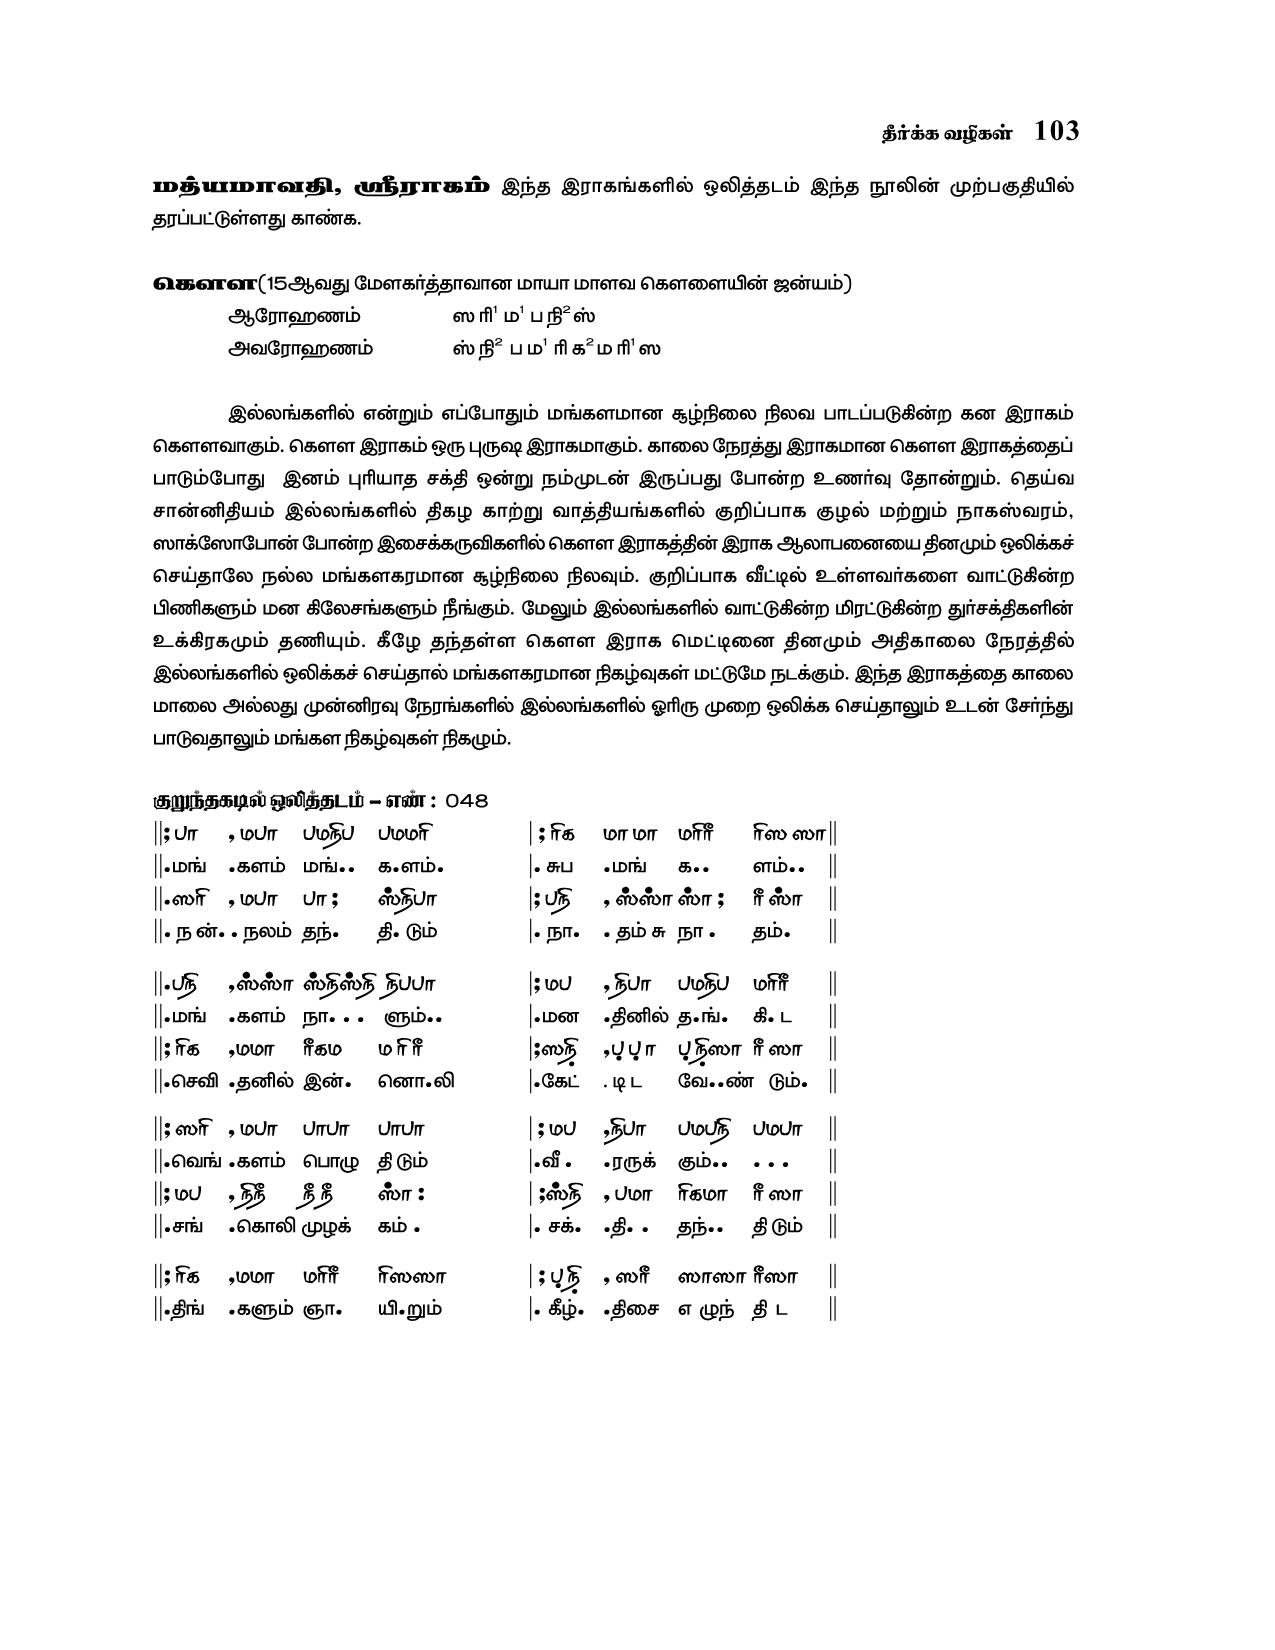 தீர்க்க வழிகள் 103
மத்யமாவதி, ஸ்ரீராகம் இந்த இராகங்களில் ஒலித்தடம் இந்த நூலின் முற்பகுதியில்
தரப்பட்டுள்ளது காண்க.
கௌள(15ஆவது மேளகர்த்தாவான மாயா மாளவ கௌளையின் ஜன்யம்)
ஆரோஹணம் ஸ ரி¹ ம¹ ப நி² ஸ்
அவரோஹணம் ஸ் நி² ப ம¹ ரி க² ம ரி¹ ஸ
இல்லங்களில் என்றும் எப்போதும் மங்களமான சூழ்நிலை நிலவ பாடப்படுகின்ற கன இராகம்
கௌளவாகும். கௌள இராகம் ஒரு புருஷ இராகமாகும். காலை நேரத்து இராகமான கௌள இராகத்தைப்
பாடும்போது இனம் புரியாத சக்தி ஒன்று நம்முடன் இருப்பது போன்ற உணர்வு தோன்றும். தெய்வ
சான்னிதியம் இல்லங்களில் திகழ காற்று வாத்தியங்களில் குறிப்பாக குழல் மற்றும் நாகஸ்வரம்,
ஸாக்ஸோபோன் போன்ற இசைக்கருவிகளில் கௌள இராகத்தின் இராக ஆலாபனையை தினமும் ஒலிக்கச்
செய்தாலே நல்ல மங்களகரமான சூழ்நிலை நிலவும். குறிப்பாக வீட்டில் உள்ளவர்களை வாட்டுகின்ற
பிணிகளும் மன கிலேசங்களும் நீங்கும். மேலும் இல்லங்களில் வாட்டுகின்ற மிரட்டுகின்ற துர்சக்திகளின்
உக்கிரகமும் தணியும். கீழே தந்தள்ள கௌள இராக மெட்டினை தினமும் அதிகாலை நேரத்தில்
இல்லங்களில் ஒலிக்கச் செய்தால் மங்களகரமான நிகழ்வுகள் மட்டுமே நடக்கும். இந்த இராகத்தை காலை
மாலை அல்லது முன்னிரவு நேரங்களில் இல்லங்களில் ஓரிரு முறை ஒலிக்க செய்தாலும் உடன் சேர்ந்து
பாடுவதாலும் மங்கள நிகழ்வுகள் நிகழும்.
குறுந்தகடில் ஒலித்தடம் – எண் : 048
||;பா ,மபா பமநிப பமமரி |;ரிக மா மா மரிரீ ரிஸ ஸா||
||.மங் .களம் மங்.. க.ளம். |. சுப .மங் க.. ளம்.. ||
||.ஸரி ,மபா பா; ஸ்நிபா |;பநி ,ஸ்ஸா் ஸா்; ரீ ஸா் ||
||. நன்.. நலம் தந். தி. டும் |. நா. . தம் சு நா . தம். ||
||.பநி ,ஸ்ஸா் ஸ்நிஸ்நி நிபபா |;மப ,நிபா பமநிப மரிரீ ||
||.மங் .களம் நா... ளும்.. |.மன .தினில் த.ங். கி. ட ||
||;ரிக ,மமா ரீகம மரிரீ |;ஸநி̣ ,ப̣ப̣ா ப̣நி̣ஸா ரீ ஸா ||
||.செவி .தனில் இன். னொ.லி |.கேட் .டிட வே..ண் டும். ||
||;ஸரி ,மபா பாபா பாபா |;மப ,நிபா பமபநி பமபா ||
||.வெங் .களம் பொழு திடும் |.வீ . .ரருக் கும்.. ... ||
||;மப ,நிநீ நீ நீ ஸா்: |;ஸ்நி ,பமா ரிகமா ரீ ஸா ||
||.சங் .கொலி முழக் கம் . |. சக். .தி. . தந்.. திடும் ||
||;ரிக ,மமா மரிரீ ரிஸஸா |;ப̣நி̣ ,ஸரீ ஸாஸா ரீஸா ||
||.திங் .களும் ஞா. யி.றும் |. கீழ். .திசை எ ழுந் தி ட ||